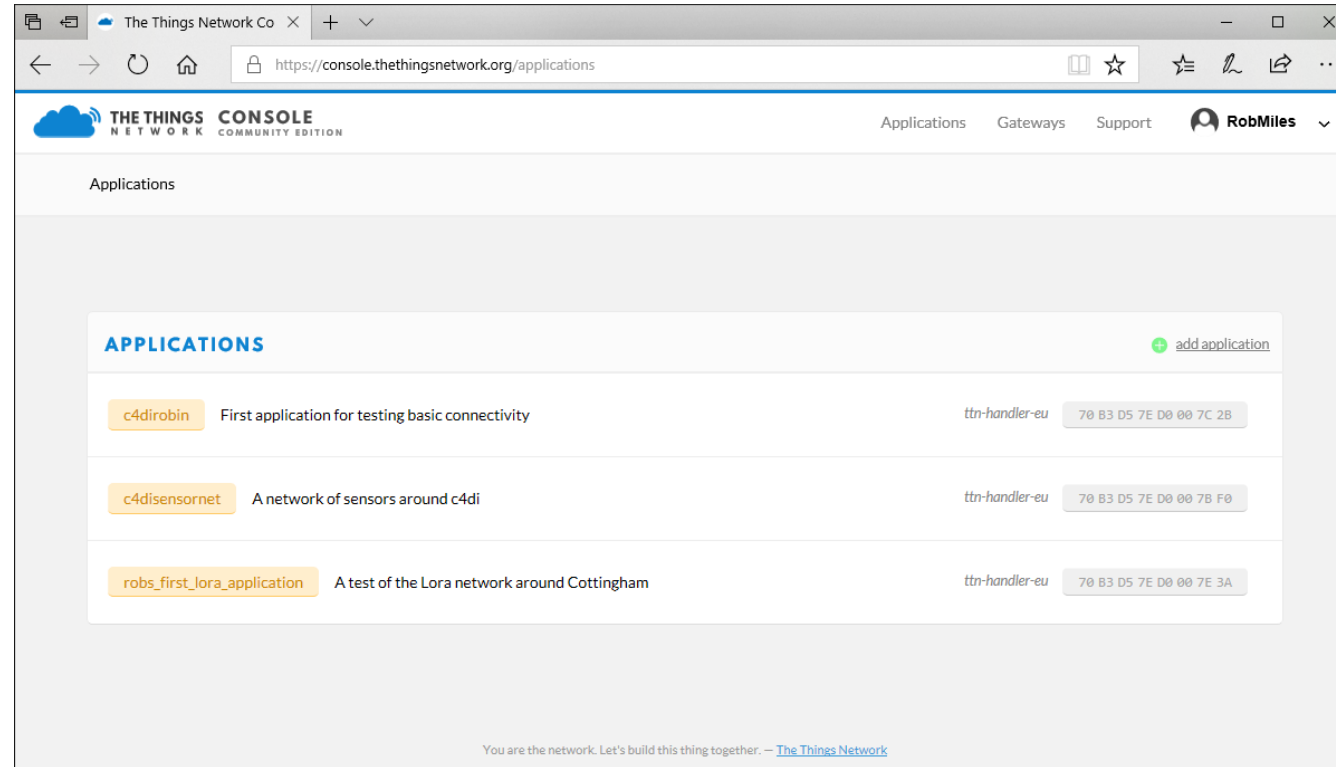 The Things Network Co
https://console.thethingsnetwork.org/applications
THE THINGS NETWORK CONSOLE COMMUNITY EDITION
Applications Gateways Support RobMiles
Applications
APPLICATIONS add application
c4dirobin First application for testing basic connectivity ttn-handler-eu 70 B3 D5 7E D0 00 7C 2B
c4disensornet A network of sensors around c4di ttn-handler-eu 70 B3 D5 7E D0 00 7B F0
robs_first_lora_application A test of the Lora network around Cottingham ttn-handler-eu 70 B3 D5 7E D0 00 7E 3A
You are the network. Let's build this thing together. — The Things Network